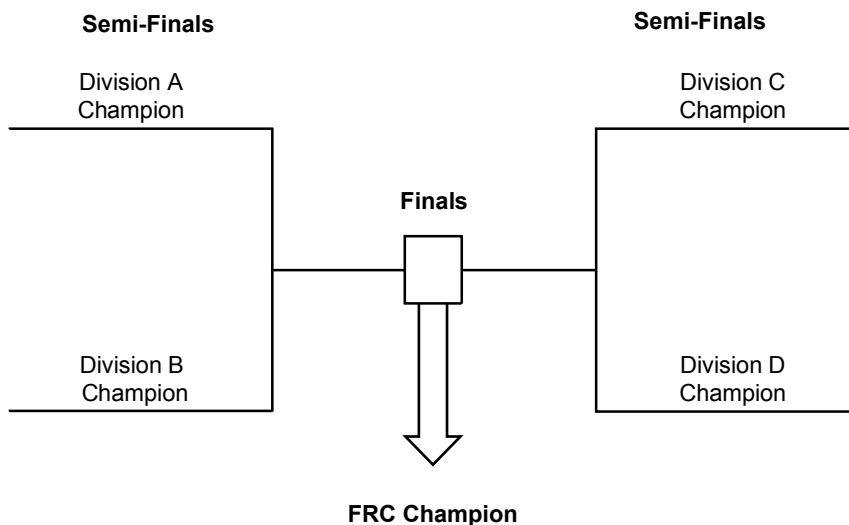 Semi-Finals
Semi-Finals
Division A
Champion
Division C
Champion
Finals
Division B
Champion
Division D
Champion
FRC Champion